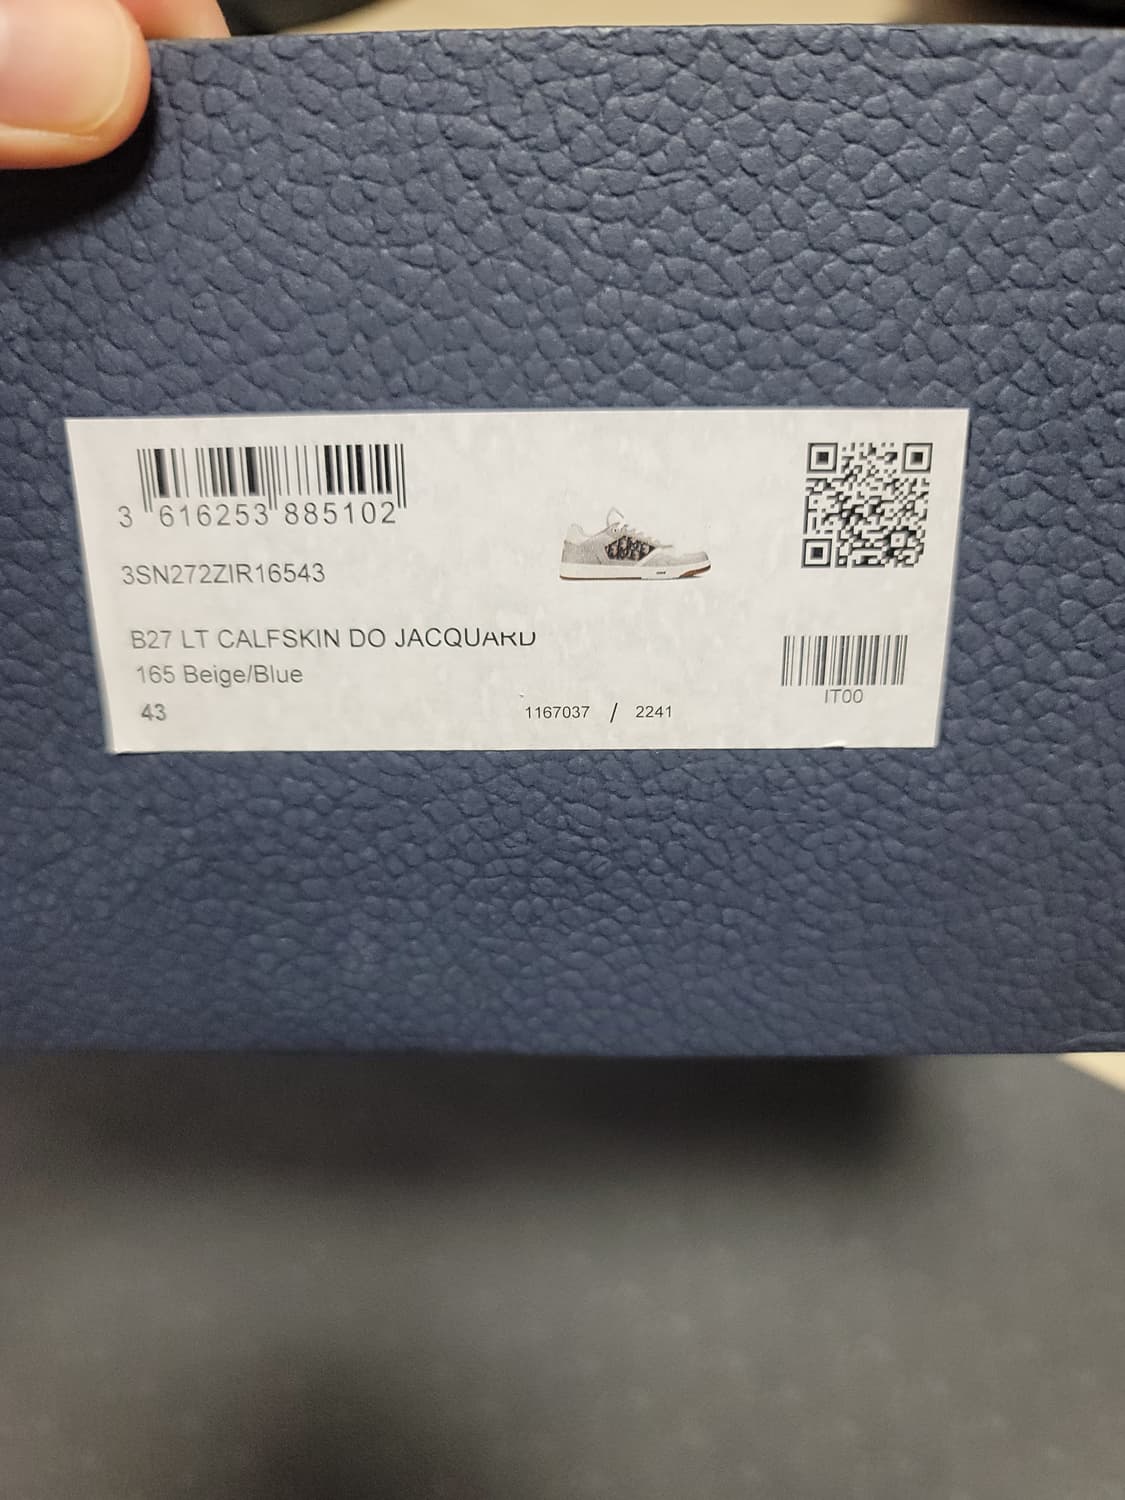 3 616253 885102
3SN272ZIR16543
B27 LT CALFSKIN DO JACQUARD
165 Beige/Blue
43
1167037 / 2241
IT00